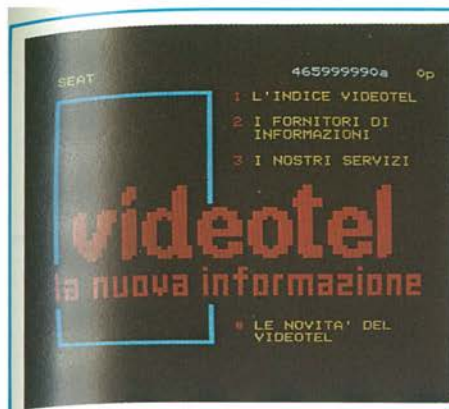 SEAT 465999990a 0p
1 L'INDICE VIDEOTEL
2 I FORNITORI DI
INFORMAZIONI
3 I NOSTRI SERVIZI
videotel
la nuova informazione
* LE NOVITA' DEL
VIDEOTEL